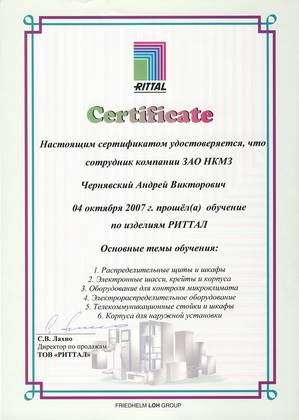 RITTAL
Certificate
Настоящим сертификатом удостоверяется, что
сотрудник компании ЗАО НКМЗ
Чернявский Андрей Викторович
04 октября 2007 г. прошёл(а) обучение
по изделиям РИТТАЛ
Основные темы обучения:
1. Распределительные щиты и шкафы
2. Электронные шасси, крейты и корпуса
3. Оборудование для контроля микроклимата
4. Электрораспределительное оборудование
5. Телекоммуникационные стойки и шкафы
6. Корпуса для наружной установки
С.В. Лахно
Директор по продажам
ТОВ «РИТТАЛ»
FRIEDHELM LOH GROUP